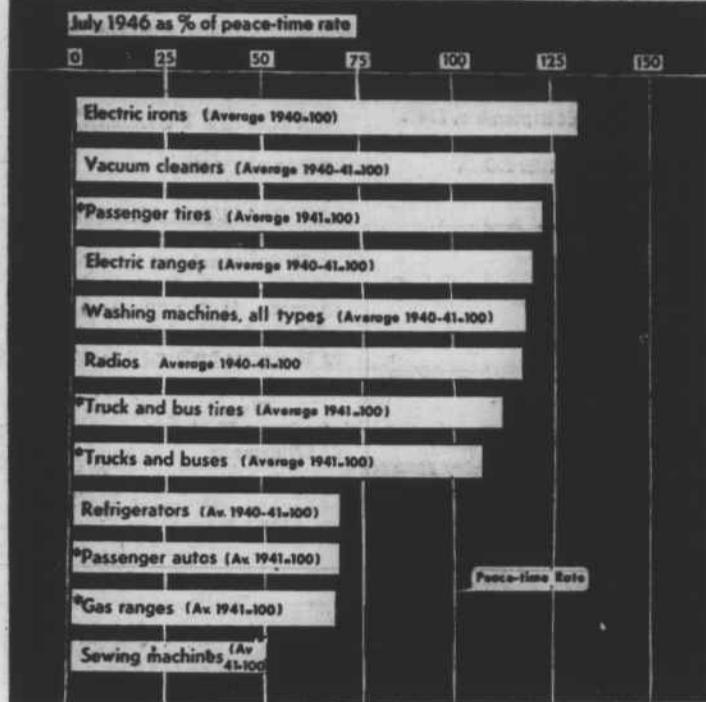 July 1946 as % of peace-time rate
0 25 50 75 100 125 150
Electric irons (Average 1940=100)
Vacuum cleaners (Average 1940-41=100)
*Passenger tires (Average 1941=100)
Electric ranges (Average 1940-41=100)
Washing machines, all types (Average 1940-41=100)
Radios Average 1940-41=100
*Truck and bus tires (Average 1941=100)
*Trucks and buses (Average 1941=100)
Refrigerators (Av. 1940-41=100)
*Passenger autos (Av. 1941=100)
Peace-time Rate
*Gas ranges (Av. 1941=100)
Sewing machines (Av
41=100